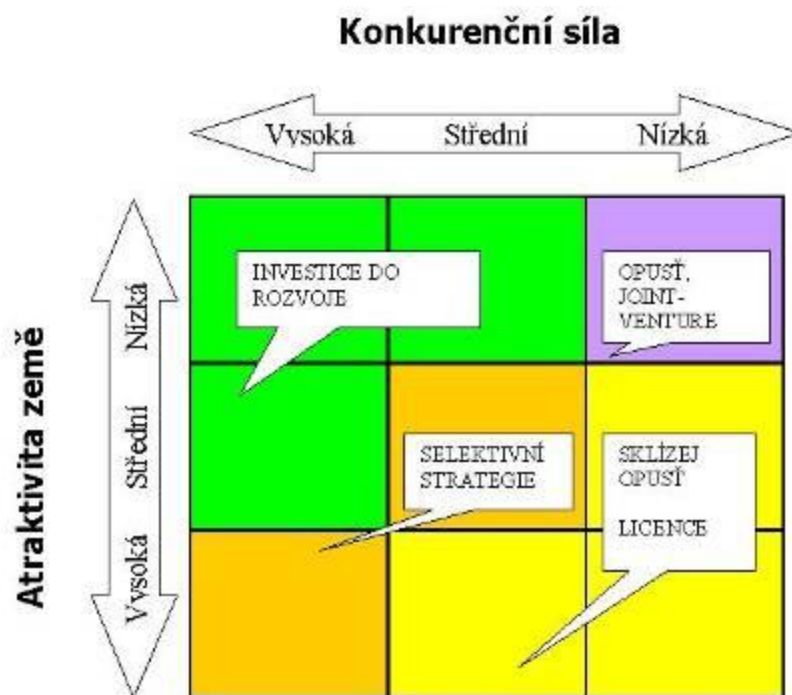 Konkurenční síla
Vysoká Střední Nízká
Atraktivita země
Nízká
Střední
Vysoká
INVESTICE DO
ROZVOJE
OPUSŤ,
JOINT-
VENTURE
SELEKTIVNÍ
STRATEGIE
SKLÍZEJ
OPUSŤ
LICENCE